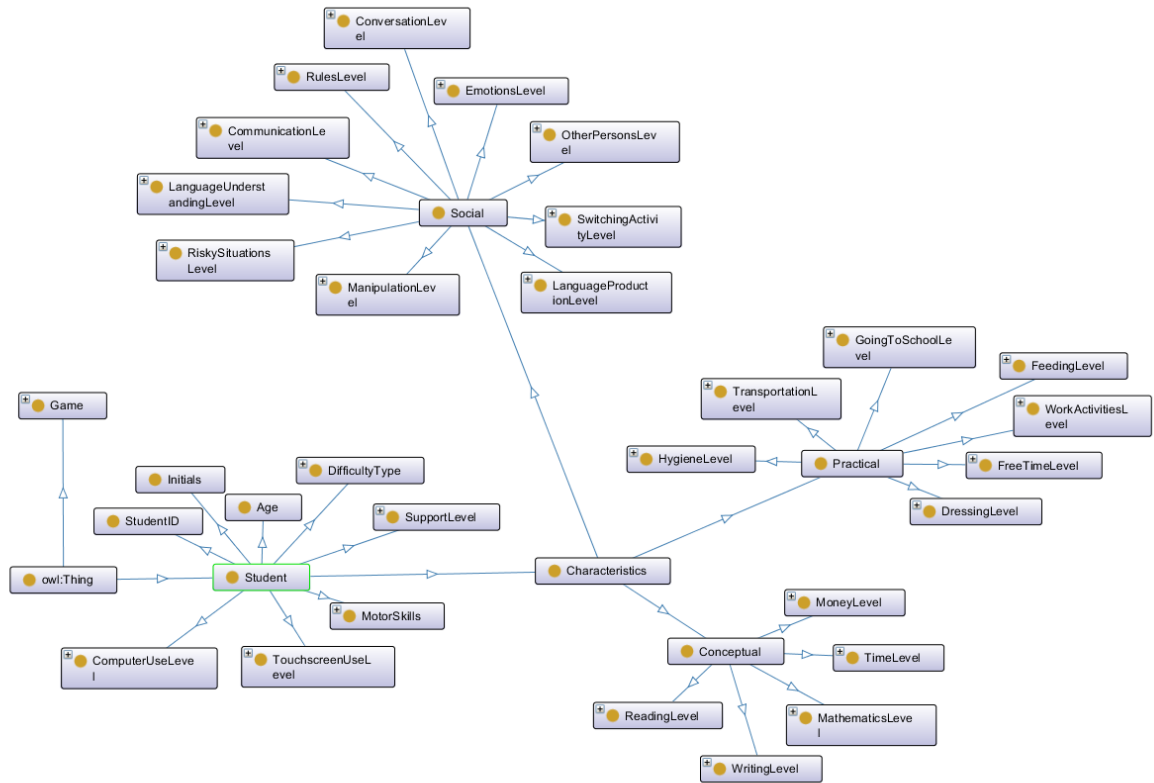 ConversationLev
el
RulesLevel
EmotionsLevel
CommunicationLe
vel
OtherPersonsLev
el
LanguageUnderst
andingLevel
Social
SwitchingActivi
tyLevel
RiskySituations
Level
ManipulationLev
el
LanguageProduct
ionLevel
GoingToSchoolLe
vel
FeedingLevel
TransportationL
evel
WorkActivitiesL
evel
Game
HygieneLevel
Practical
FreeTimeLevel
DressingLevel
Initials
DifficultyType
Age
StudentID
SupportLevel
owl:Thing
Student
Characteristics
MotorSkills
MoneyLevel
Conceptual
TimeLevel
ComputerUseLeve
l
TouchscreenUseL
evel
ReadingLevel
MathematicsLeve
l
WritingLevel